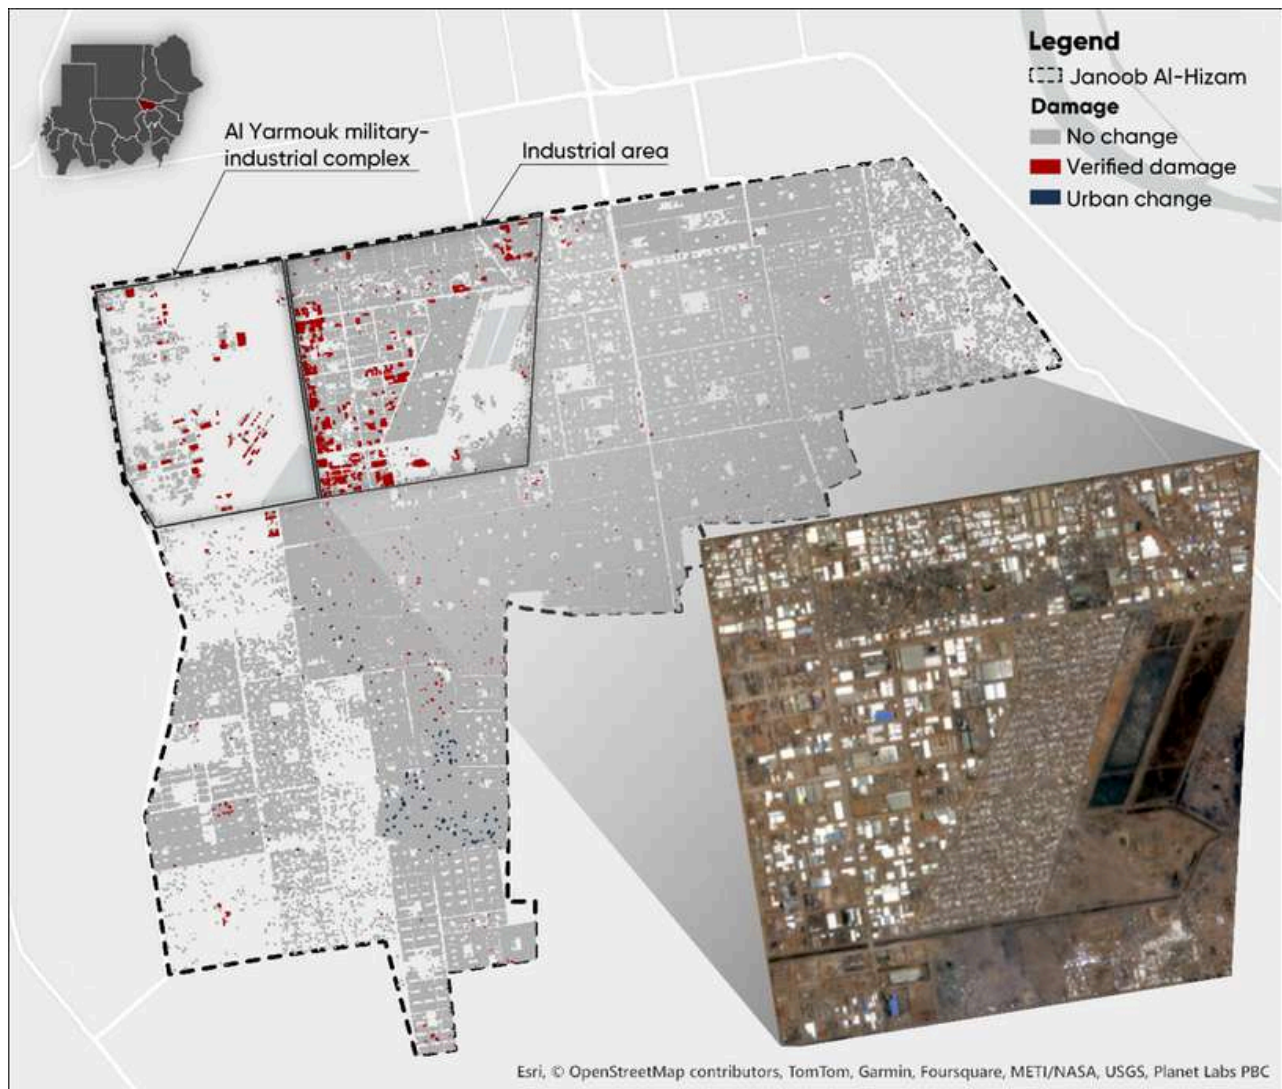 Legend
Janoob Al-Hizam
Damage
No change
Verified damage
Urban change
Al Yarmouk military-
industrial complex
Industrial area
Esri, © OpenStreetMap contributors, TomTom, Garmin, Foursquare, METI/NASA, USGS, Planet Labs PBC